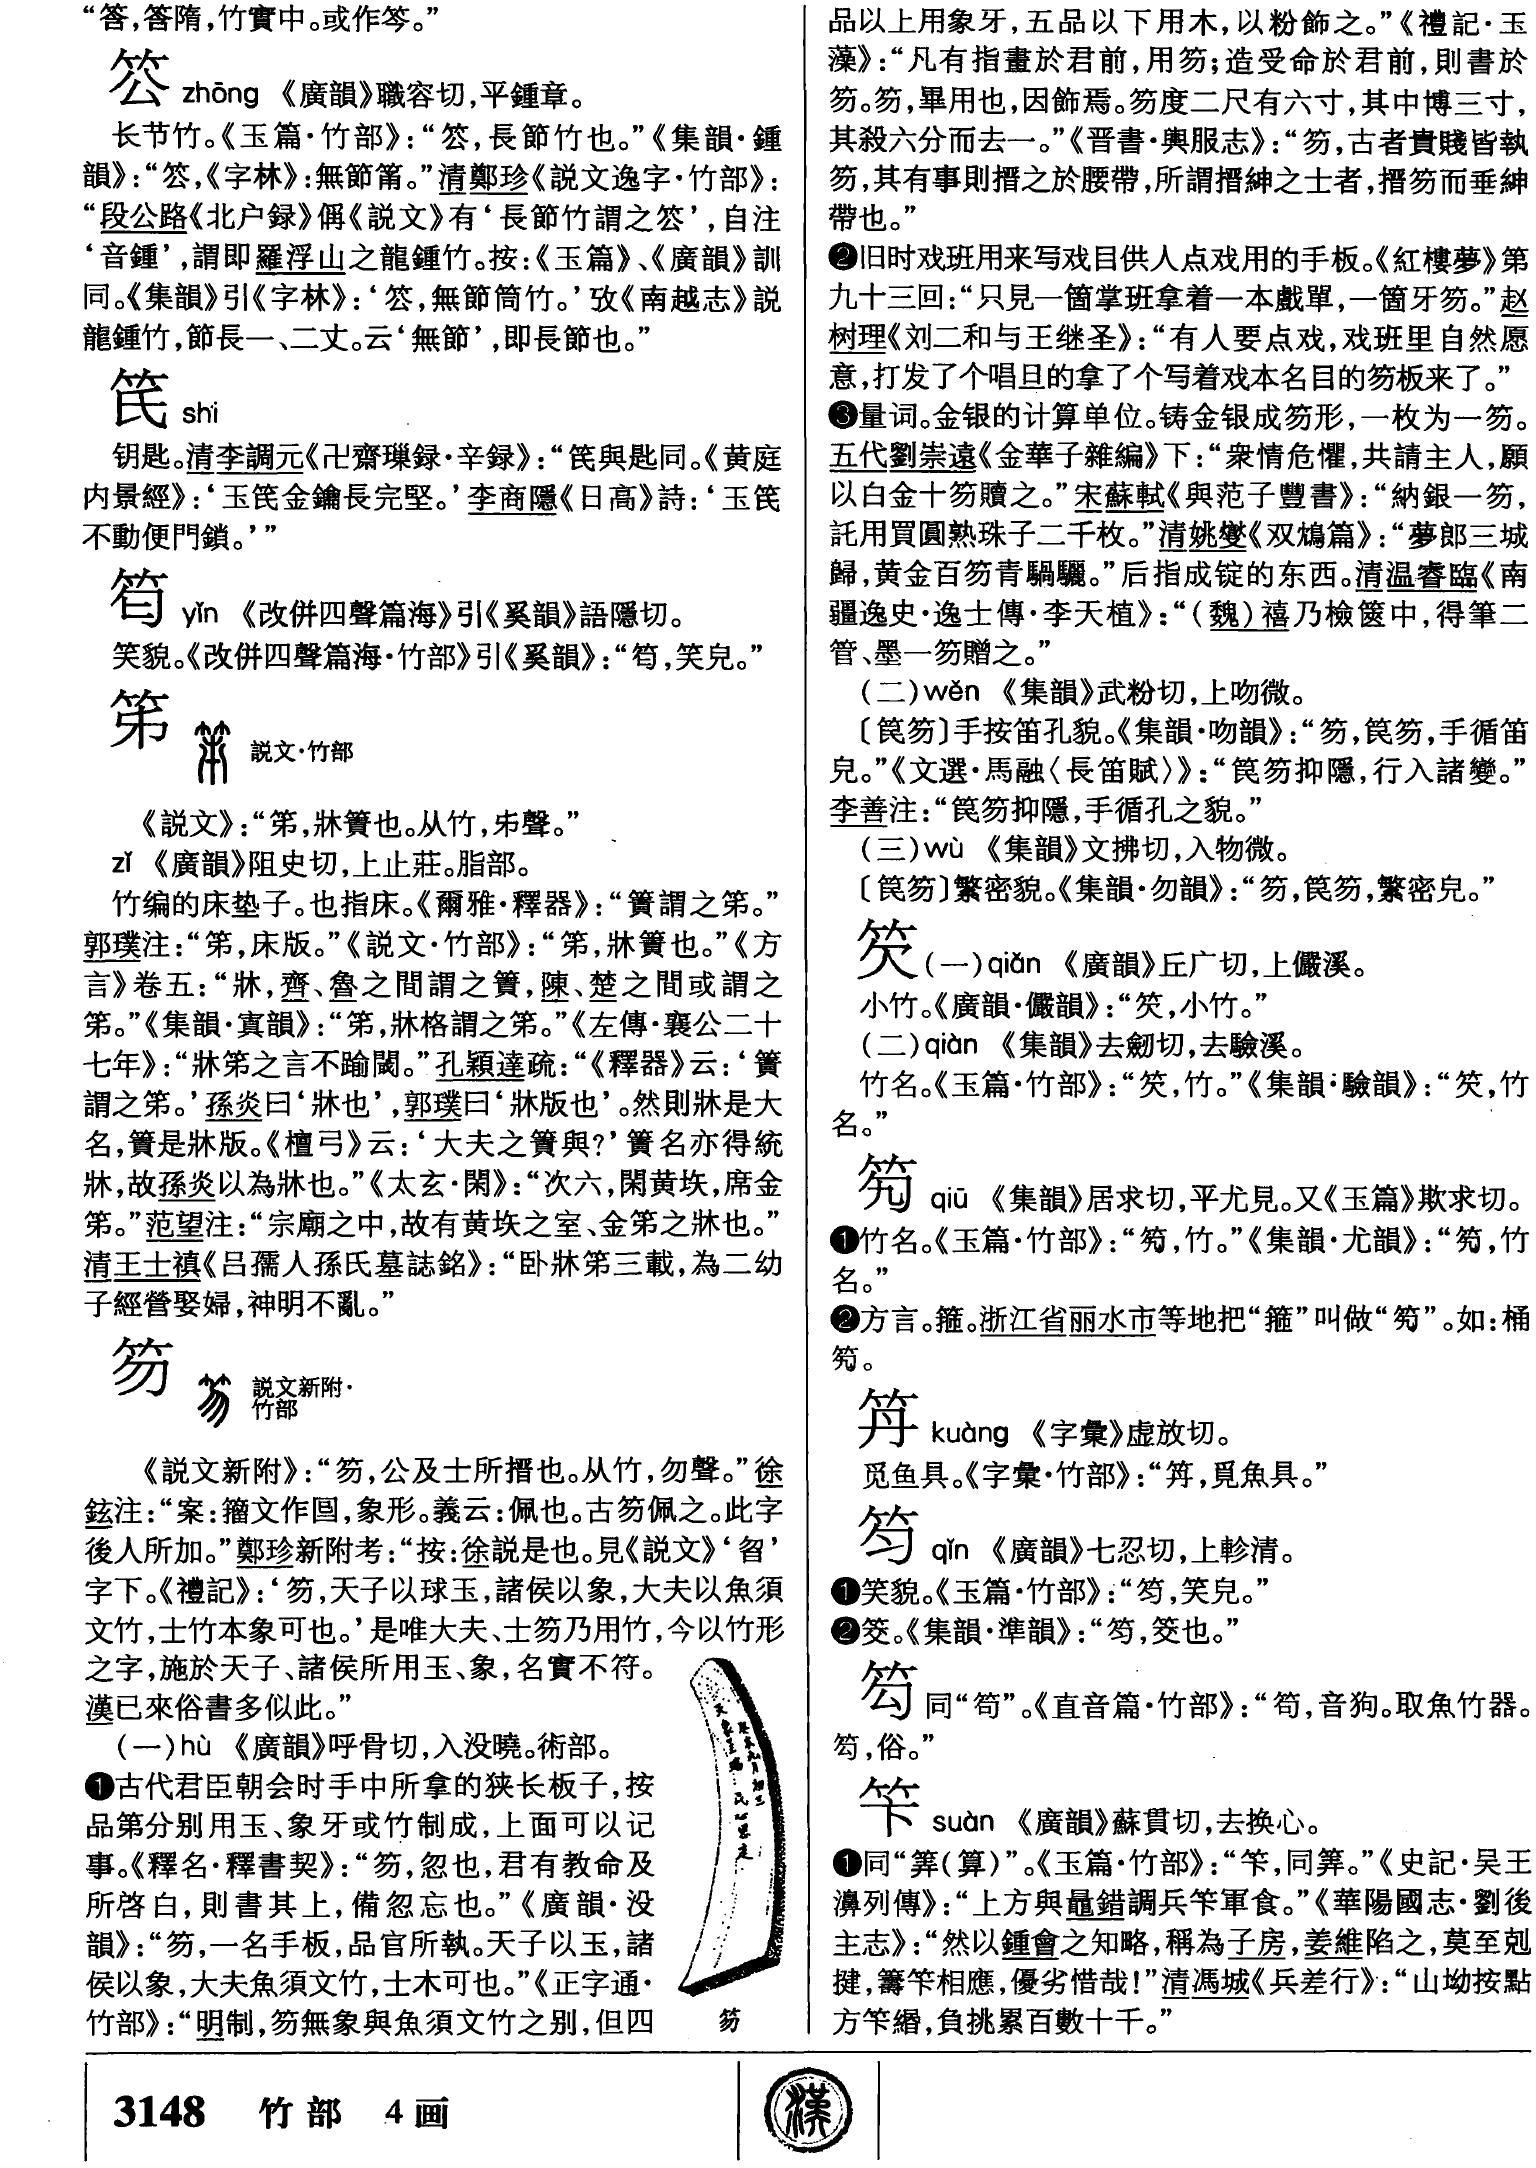 “答,答隋,竹實中。或作笒。”
笁 zhōng 《廣韻》職容切,平鍾章。
长节竹。《玉篇·竹部》:“䇗,長節竹也。”《集韻·鍾
韻》:“䇗,《字林》:無節筩。”清鄭珍《説文逸字·竹部》:
“段公路《北户録》偁《説文》有‘長節竹謂之䇗’,自注
‘音鍾’,謂即羅浮山之龍鍾竹。按:《玉篇》、《廣韻》訓
同。《集韻》引《字林》:‘䇗,無節筒竹。’攷《南越志》説
龍鍾竹,節長一、二丈。云‘無節’,即長節也。”
笢 shi
钥匙。清李調元《卍齋璅録·辛録》:“笢與匙同。《黄庭
内景經》:‘玉笢金鑰長完堅。’李商隱《日高》詩:‘玉笢
不動便門鎖。’”
yǐn 《改併四聲篇海》引《奚韻》語隱切。
笑貌。《改併四聲篇海·竹部》引《奚韻》:“笉,笑皃。”
笫 説文·竹部
《説文》:“笫,牀簀也。从竹,𠂔聲。”
zǐ 《廣韻》阻史切,上止莊。脂部。
竹编的床垫子。也指床。《爾雅·釋器》:“簀謂之笫。”
郭璞注:“笫,床版。”《説文·竹部》:“笫,牀簀也。”《方
言》卷五:“牀,齊、魯之間謂之簀,陳、楚之間或謂之
笫。”《集韻·寘韻》:“笫,牀格謂之笫。”《左傳·襄公二十
七年》:“牀笫之言不踰閾。”孔穎達疏:“《釋器》云:‘簀
謂之笫。’孫炎曰‘牀也’,郭璞曰‘牀版也’。然則牀是大
名,簀是牀版。《檀弓》云:‘大夫之簀與?’簀名亦得統
牀,故孫炎以為牀也。”《太玄·閑》:“次六,閑黄垁,席金
笫。”范望注:“宗廟之中,故有黄垁之室、金笫之牀也。”
清王士禛《吕孺人孫氏墓誌銘》:“卧牀笫三載,為二幼
子經營娶婦,神明不亂。”
笏 説文新附·
竹部
《説文新附》:“笏,公及士所搢也。从竹,勿聲。”徐
鉉注:“案:籀文作𠚳,象形。義云:佩也。古笏佩之。此字
後人所加。”鄭珍新附考:“按:徐説是也。見《説文》‘曶’
字下。《禮記》:‘笏,天子以球玉,諸侯以象,大夫以魚須
文竹,士竹本象可也。’是唯大夫、士笏乃用竹,今以竹形
之字,施於天子、諸侯所用玉、象,名實不符。
漢已來俗書多似此。”
(一)hù 《廣韻》呼骨切,入没曉。術部。
❶古代君臣朝会时手中所拿的狭长板子,按
品第分别用玉、象牙或竹制成,上面可以记
事。《釋名·釋書契》:“笏,忽也,君有教命及
所啓白,則書其上,備忽忘也。”《廣韻·没
韻》:“笏,一名手板,品官所執。天子以玉,諸
侯以象,大夫魚須文竹,士木可也。”《正字通·
竹部》:“明制,笏無象與魚須文竹之别,但四
笏
品以上用象牙,五品以下用木,以粉飾之。”《禮記·玉
藻》:“凡有指畫於君前,用笏;造受命於君前,則書於
笏。笏,畢用也,因飾焉。笏度二尺有六寸,其中博三寸,
其殺六分而去一。”《晋書·輿服志》:“笏,古者貴賤皆執
笏,其有事則搢之於腰帶,所謂搢紳之士者,搢笏而垂紳
帶也。”
❷旧时戏班用来写戏目供人点戏用的手板。《紅樓夢》第
九十三回:“只見一箇掌班拿着一本戲單,一箇牙笏。”赵
树理《刘二和与王继圣》:“有人要点戏,戏班里自然愿
意,打发了个唱旦的拿了个写着戏本名目的笏板来了。”
❸量词。金银的计算单位。铸金银成笏形,一枚为一笏。
五代劉崇遠《金華子雜編》下:“衆情危懼,共請主人,願
以白金十笏贖之。”宋蘇軾《與范子豐書》:“納銀一笏,
託用買圓熟珠子二千枚。”清姚燮《双鴆篇》:“夢郎三城
歸,黄金百笏青騧驪。”后指成锭的东西。清温睿臨《南
疆逸史·逸士傳·李天植》:“(魏)禧乃檢篋中,得筆二
管、墨一笏贈之。”
(二)wěn 《集韻》武粉切,上吻微。
〔笢笏〕手按笛孔貌。《集韻·吻韻》:“笏,笢笏,手循笛
皃。”《文選·馬融〈長笛賦〉》:“笢笏抑隱,行入諸變。”
李善注:“笢笏抑隱,手循孔之貌。”
(三)wù 《集韻》文拂切,入物微。
〔笢笏〕繁密貌。《集韻·勿韻》:“笏,笢笏,繁密皃。”
㷋(一)qiǎn 《廣韻》丘广切,上儼溪。
小竹。《廣韻·儼韻》:“笶,小竹。”
(二)qiàn 《集韻》去劒切,去驗溪。
竹名。《玉篇·竹部》:“笶,竹。”《集韻·驗韻》:“笶,竹
名。”
qiū 《集韻》居求切,平尤見。又《玉篇》欺求切。
❶竹名。《玉篇·竹部》:“䇔,竹。”《集韻·尤韻》:“䇔,竹
名。”
❷方言。箍。浙江省丽水市等地把“箍”叫做“䇔”。如:桶
䇔。
kuàng 《字彙》虚放切。
觅鱼具。《字彙·竹部》:“筓,覓魚具。”
笉 qǐn 《廣韻》七忍切,上軫清。
❶笑貌。《玉篇·竹部》:“笉,笑皃。”
❷筊。《集韻·準韻》:“笉,筊也。”
同“笱”。《直音篇·竹部》:“笱,音狗。取魚竹器。
笱,俗。”
笇 suàn 《廣韻》蘇貫切,去换心。
❶同“筭(算)”。《玉篇·竹部》:“笇,同筭。”《史記·吴王
濞列傳》:“上方與鼂錯調兵笇軍食。”《華陽國志·劉後
主志》:“然以鍾會之知略,稱為子房,姜維陷之,莫至剋
揵,籌笇相應,優劣惜哉!”清馮城《兵差行》:“山坳按點
方笇緡,負挑累百數十千。”
3148 竹部 4画
漢